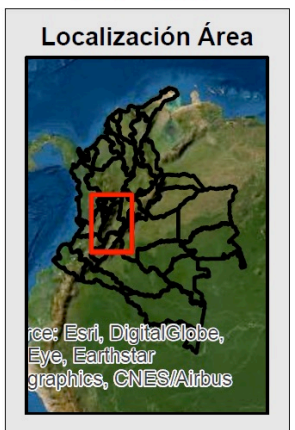 Localización Área
rce: Esri, DigitalGlobe,
Eye, Earthstar
graphics, CNES/Airbus